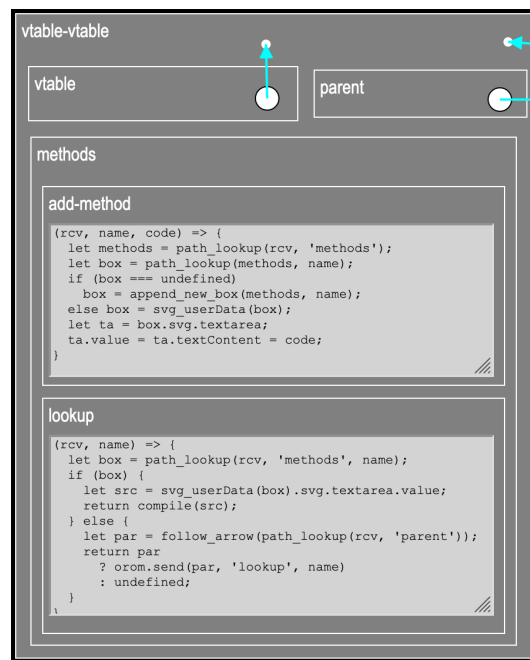 vtable-vtable
vtable
parent
methods
add-method
(rcv, name, code) => {
  let methods = path_lookup(rcv, 'methods');
  let box = path_lookup(methods, name);
  if (box === undefined)
    box = append_new_box(methods, name);
  else box = svg_userData(box);
  let ta = box.svg.textarea;
  ta.value = ta.textContent = code;
}
lookup
(rcv, name) => {
  let box = path_lookup(rcv, 'methods', name);
  if (box) {
    let src = svg_userData(box).svg.textarea.value;
    return compile(src);
  } else {
    let par = follow_arrow(path_lookup(rcv, 'parent'));
    return par
      ? orom.send(par, 'lookup', name)
      : undefined;
  }
}